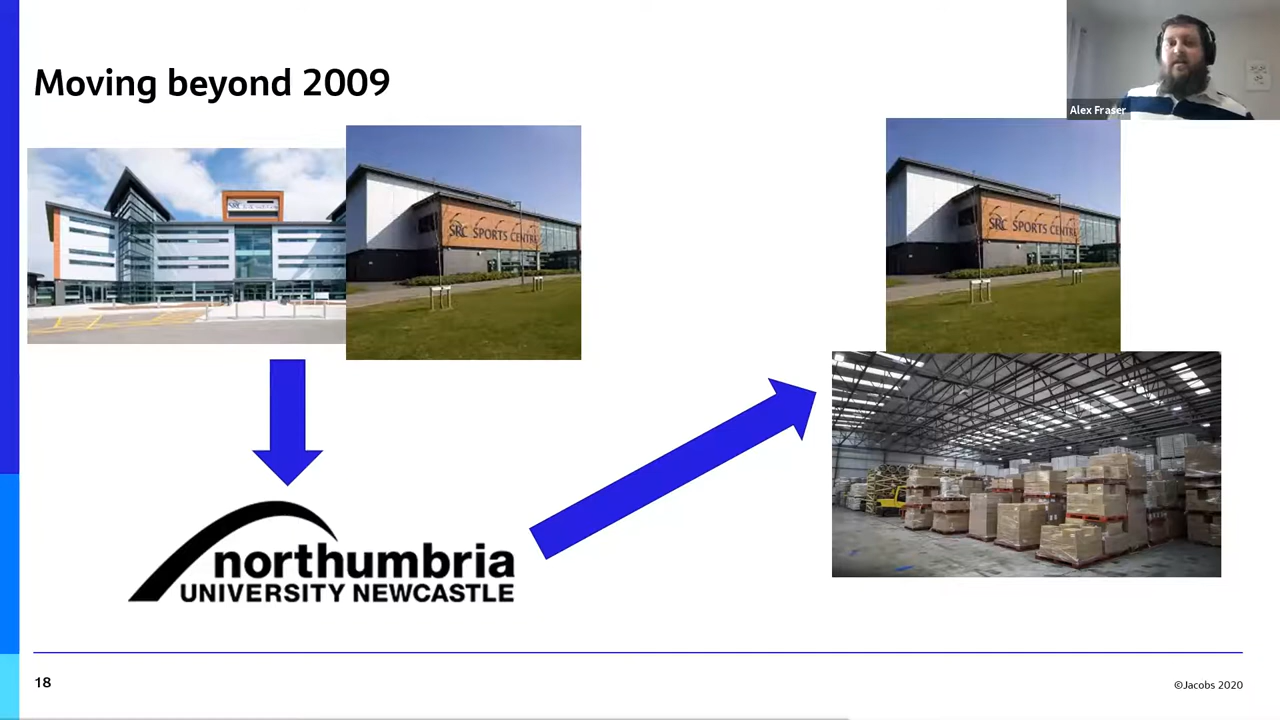 Moving beyond 2009
Alex Fraser
SRC SPORTS CENTRE
SRC SPORTS CENTRE
northumbria
UNIVERSITY NEWCASTLE
18
©Jacobs 2020